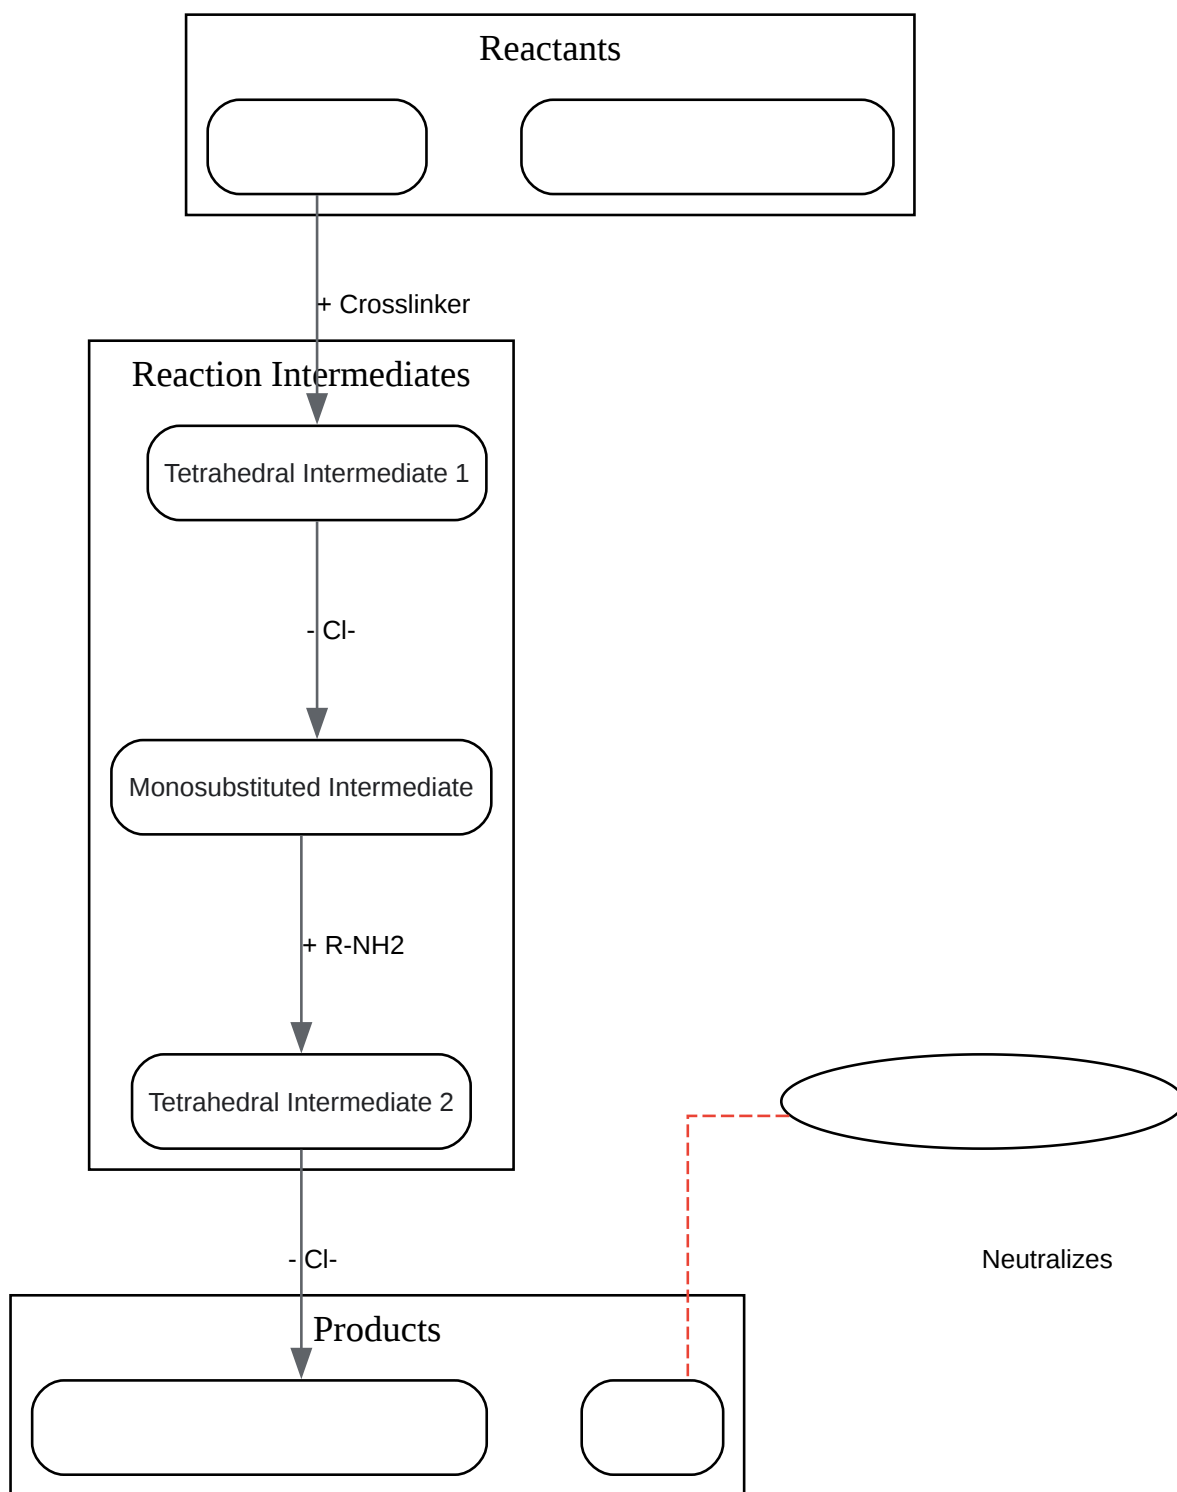 Reactants
+ Crosslinker
Reaction Intermediates
Tetrahedral Intermediate 1
- Cl-
Monosubstituted Intermediate
+ R-NH2
Tetrahedral Intermediate 2
- Cl-
Neutralizes
Products